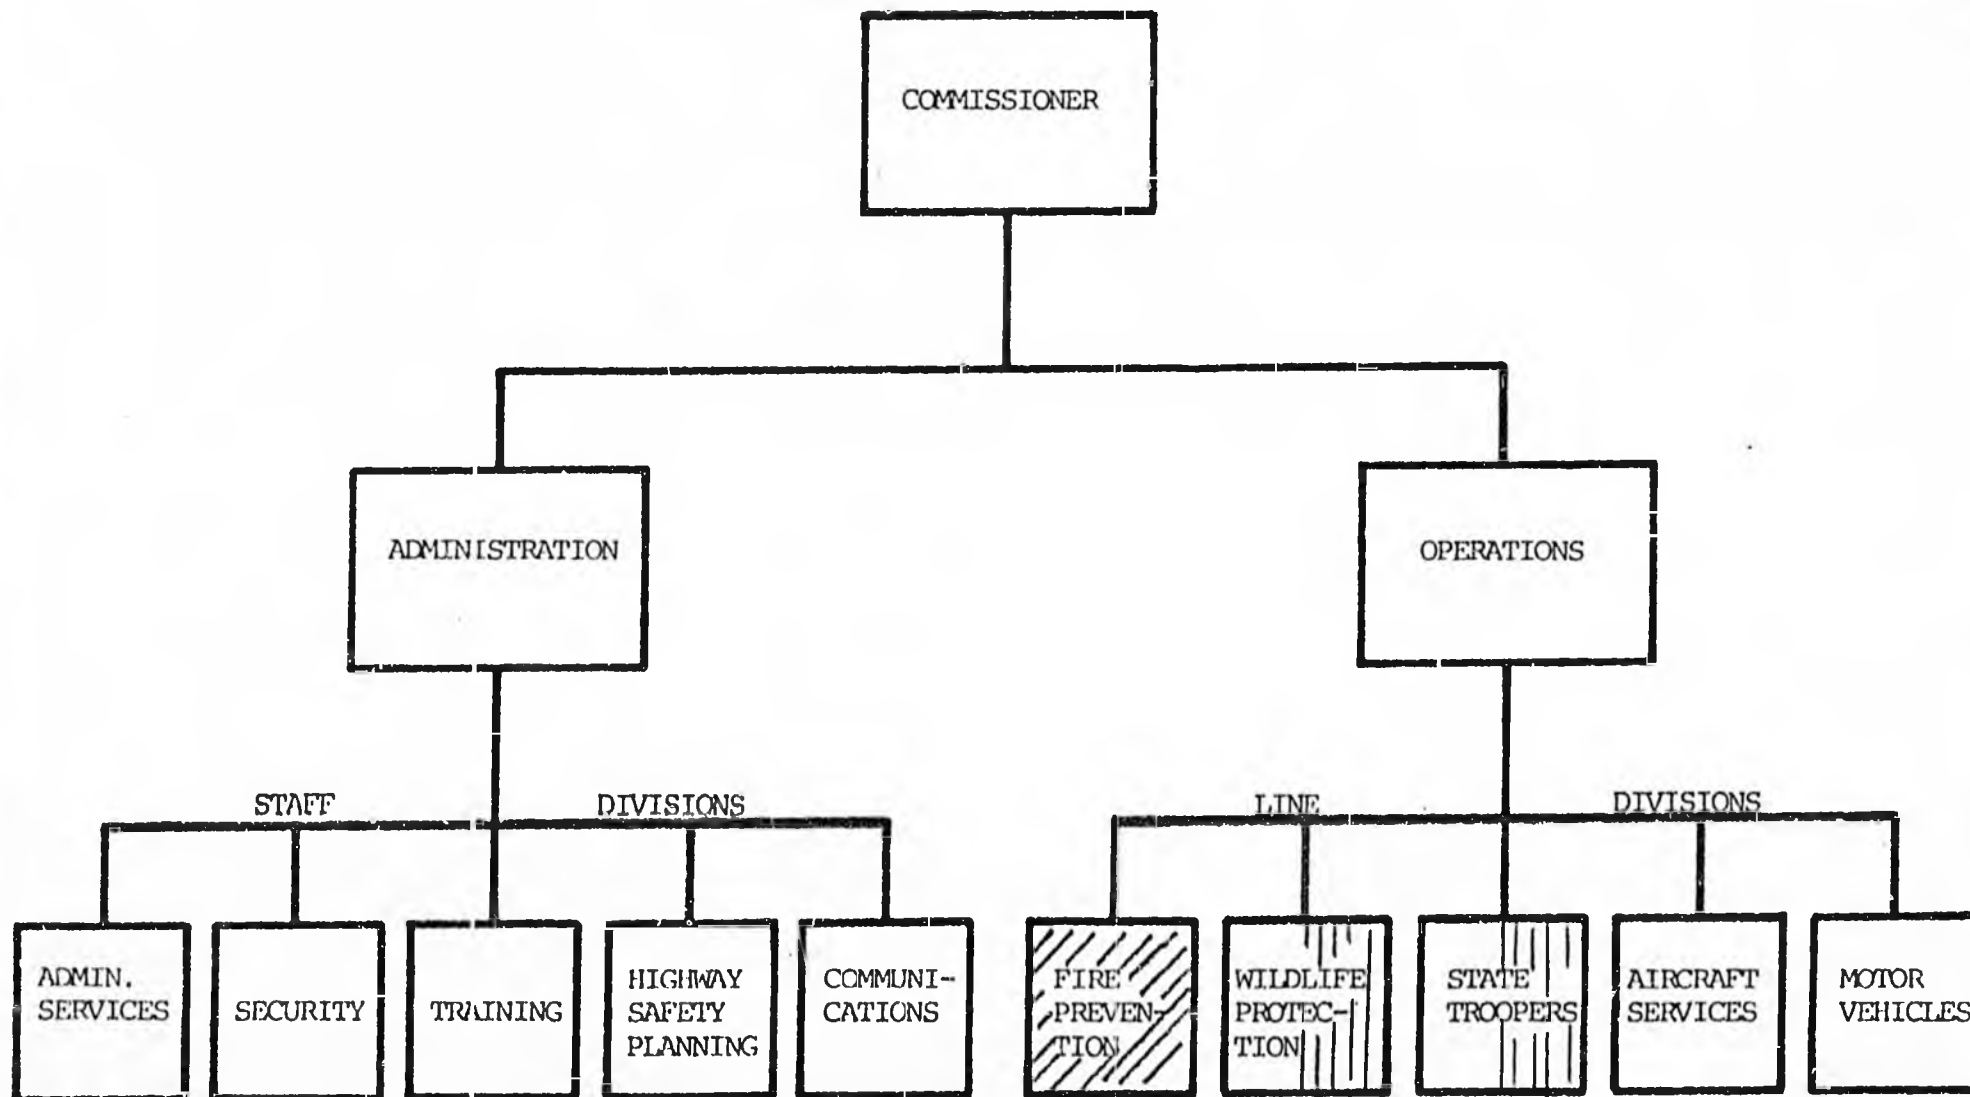 COMMISSIONER
ADMINISTRATION
OPERATIONS
STAFF DIVISIONS
LINE DIVISIONS
ADMIN.
SERVICES
SECURITY
TRAINING
HIGHWAY
SAFETY
PLANNING
COMMUNI-
CATIONS
FIRE
PREVEN-
TION
WILDLIFE
PROTEC-
TION
STATE
TROOPERS
AIRCRAFT
SERVICES
MOTOR
VEHICLES